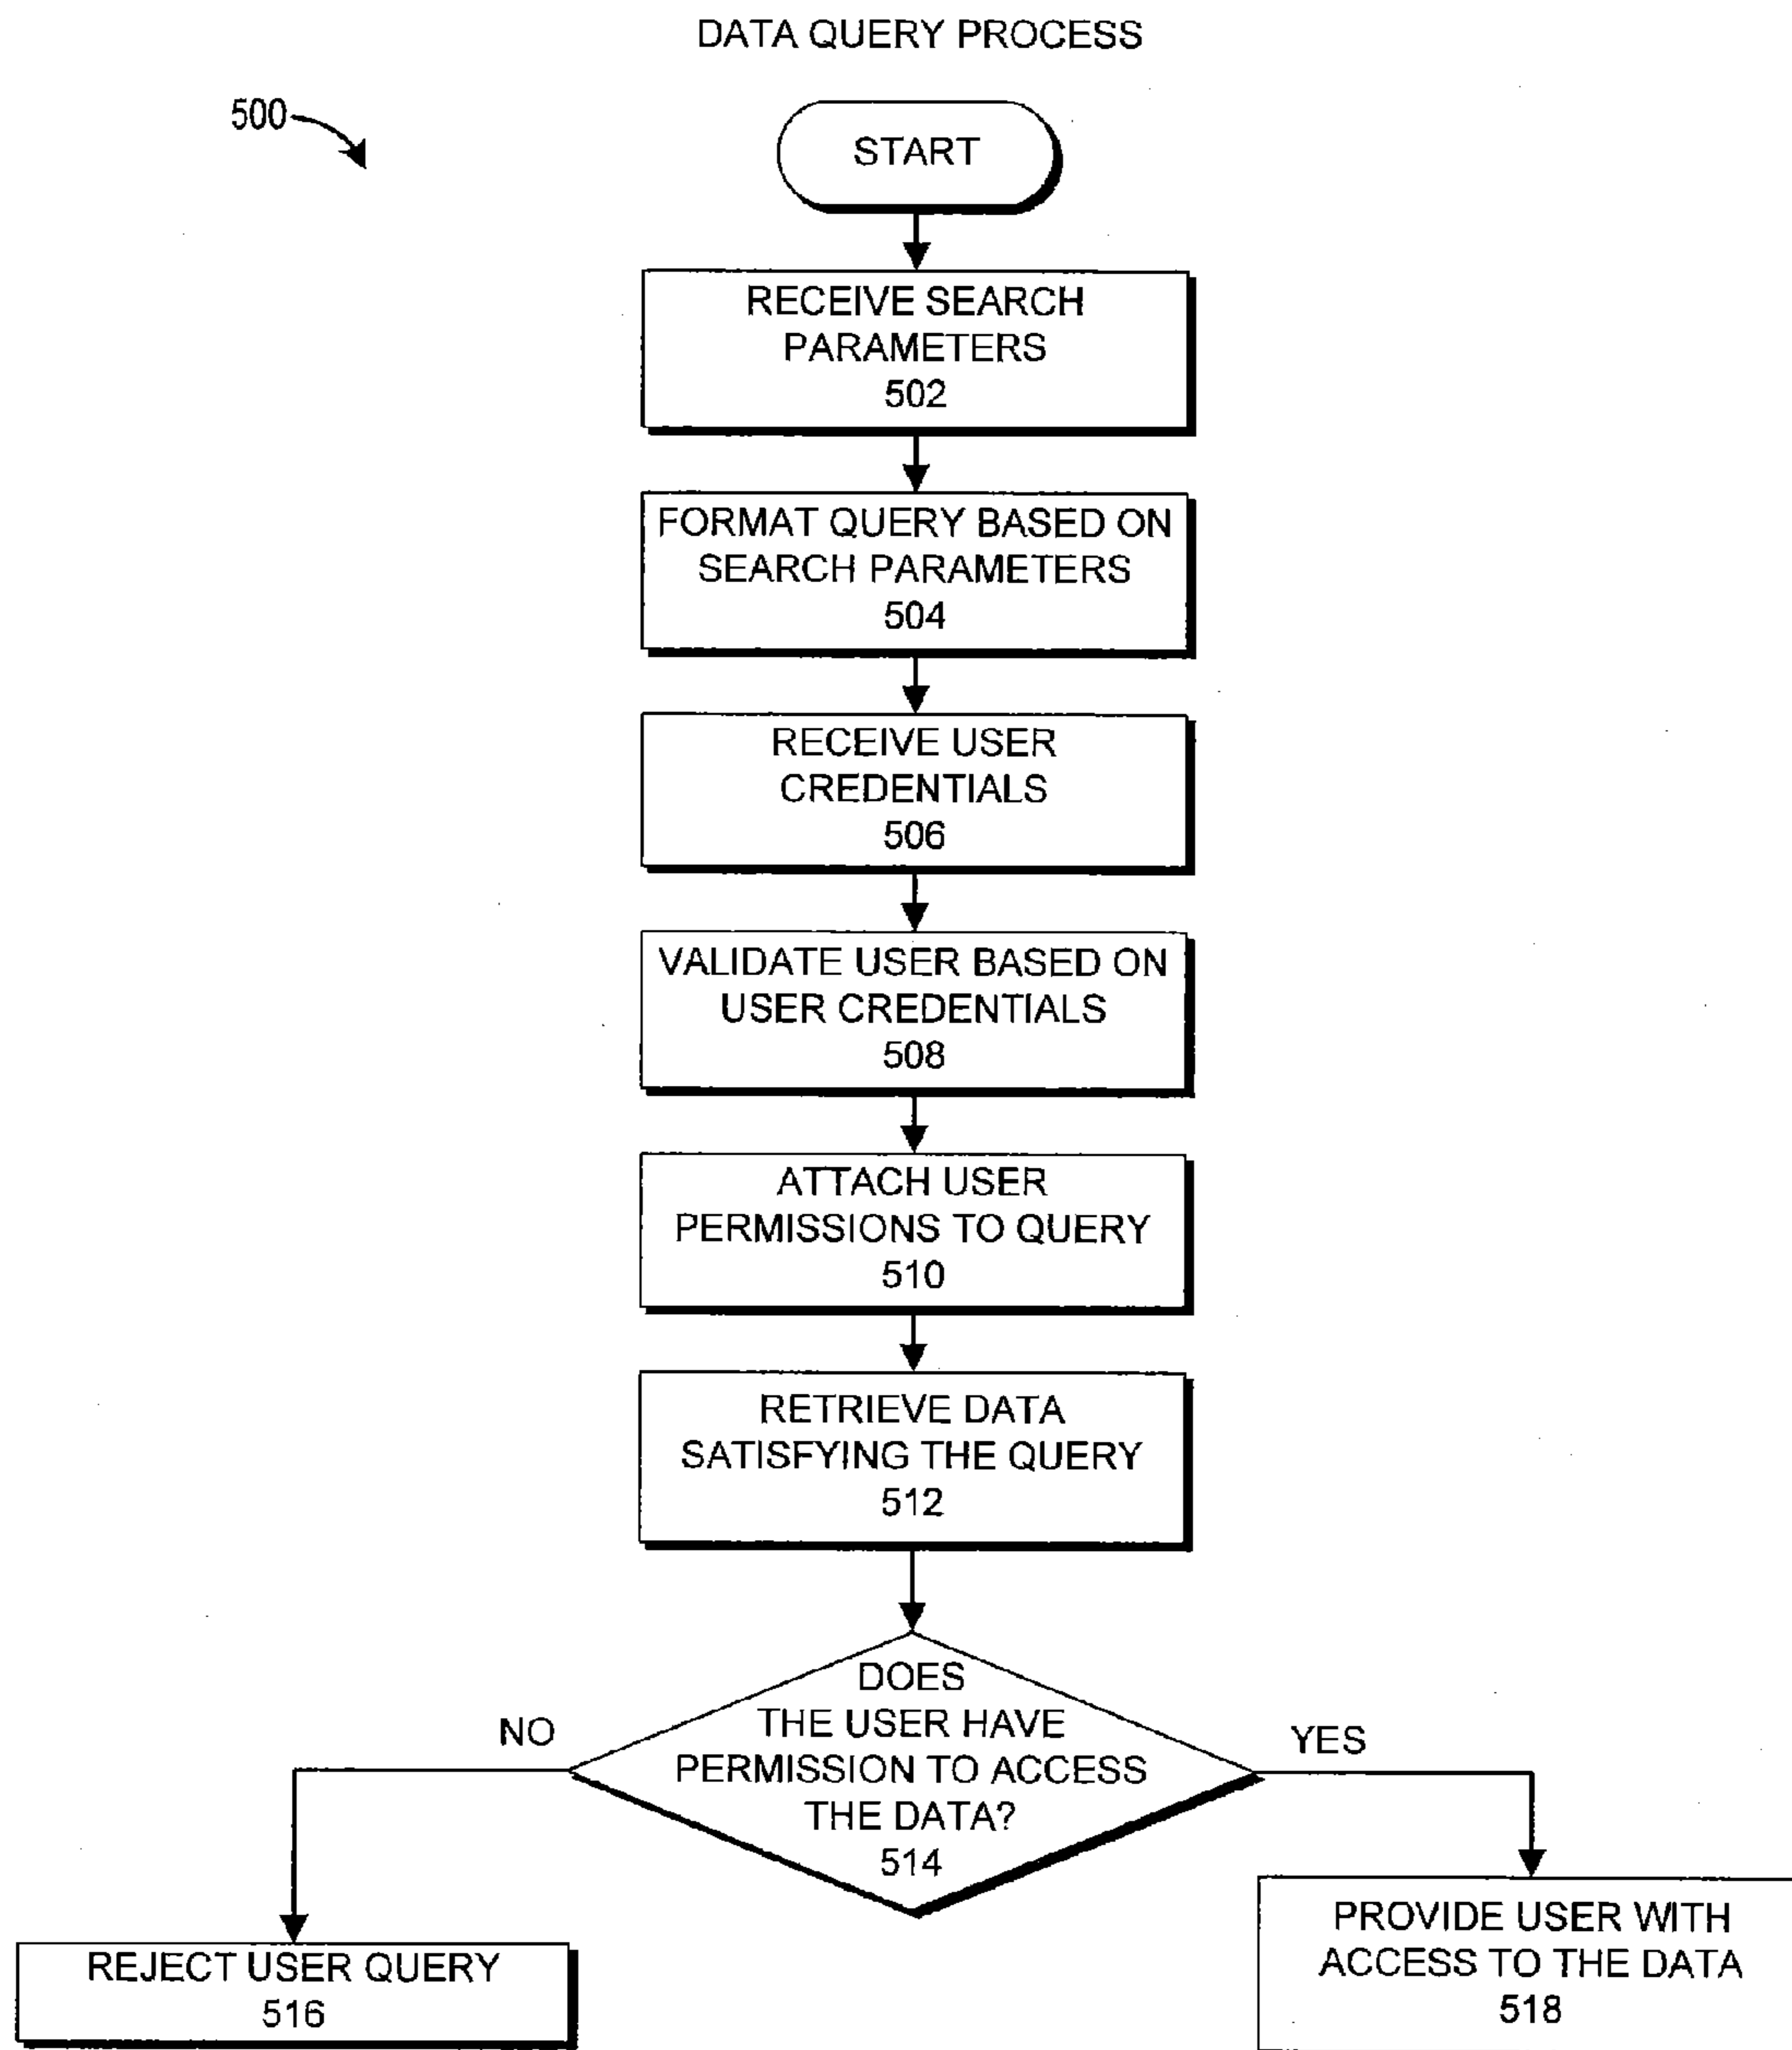 DATA QUERY PROCESS
500
START
RECEIVE SEARCH
PARAMETERS
502
FORMAT QUERY BASED ON
SEARCH PARAMETERS
504
RECEIVE USER
CREDENTIALS
506
VALIDATE USER BASED ON
USER CREDENTIALS
508
ATTACH USER
PERMISSIONS TO QUERY
510
RETRIEVE DATA
SATISFYING THE QUERY
512
DOES
THE USER HAVE
PERMISSION TO ACCESS
THE DATA?
514
NO
YES
REJECT USER QUERY
516
PROVIDE USER WITH
ACCESS TO THE DATA
518